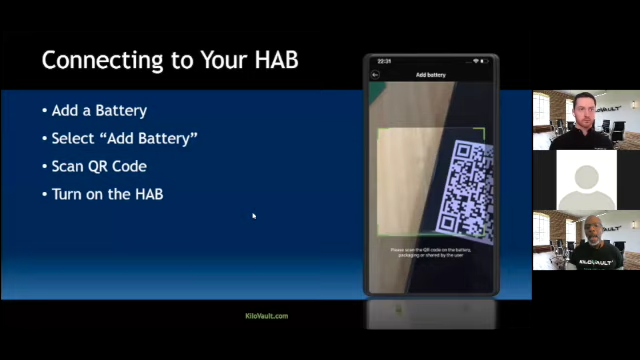 Connecting to Your HAB
• Add a Battery
• Select “Add Battery”
• Scan QR Code
• Turn on the HAB
22:31
Add battery
Please scan the QR code on the battery,
packaging or shared by the user
KiloVault.com
KILOVAULT